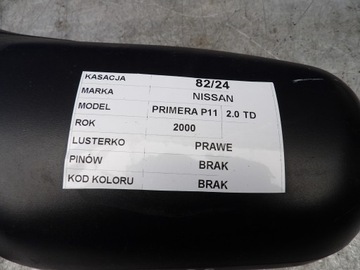 KASACJA 82/24
MARKA NISSAN
MODEL PRIMERA P11 2.0 TD
ROK 2000
LUSTERKO PRAWE
PINÓW BRAK
KOD KOLORU BRAK